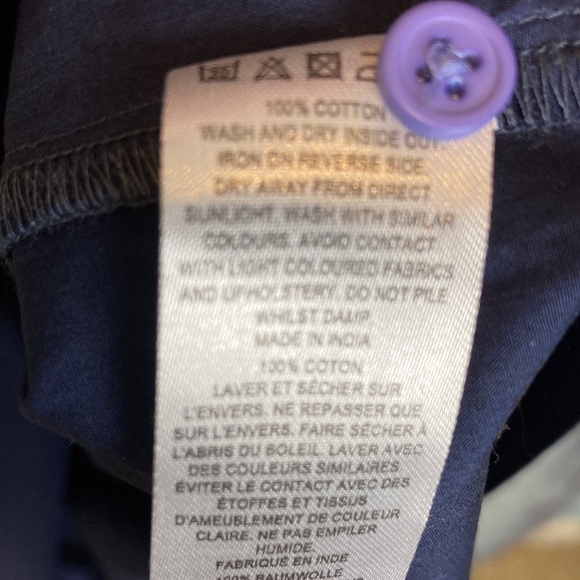 100% COTTON
WASH AND DRY INSIDE OUT.
IRON ON REVERSE SIDE.
DRY AWAY FROM DIRECT
SUNLIGHT. WASH WITH SIMILAR
COLOURS. AVOID CONTACT
WITH LIGHT COLOURED FABRICS
AND UPHOLSTERY. DO NOT PILE
WHILST DAMP.
MADE IN INDIA
100% COTON
LAVER ET SÉCHER SUR
L'ENVERS. NE REPASSER QUE
SUR L'ENVERS. FAIRE SÉCHER À
L'ABRIS DU SOLEIL. LAVER AVEC
DES COULEURS SIMILAIRES
ÉVITER LE CONTACT AVEC DES
ÉTOFFES ET TISSUS
D'AMEUBLEMENT DE COULEUR
CLAIRE. NE PAS EMPILER
HUMIDE.
FABRIQUÉ EN INDE
100% BAUMWOLLE